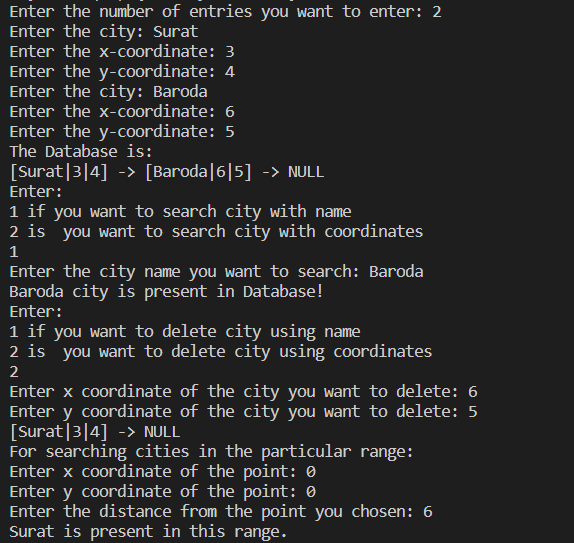 Enter the number of entries you want to enter: 2
Enter the city: Surat
Enter the x-coordinate: 3
Enter the y-coordinate: 4
Enter the city: Baroda
Enter the x-coordinate: 6
Enter the y-coordinate: 5
The Database is:
[Surat|3|4] -> [Baroda|6|5] -> NULL
Enter:
1 if you want to search city with name
2 is  you want to search city with coordinates
1
Enter the city name you want to search: Baroda
Baroda city is present in Database!
Enter:
1 if you want to delete city using name
2 is  you want to delete city using coordinates
2
Enter x coordinate of the city you want to delete: 6
Enter y coordinate of the city you want to delete: 5
[Surat|3|4] -> NULL
For searching cities in the particular range:
Enter x coordinate of the point: 0
Enter y coordinate of the point: 0
Enter the distance from the point you chosen: 6
Surat is present in this range.